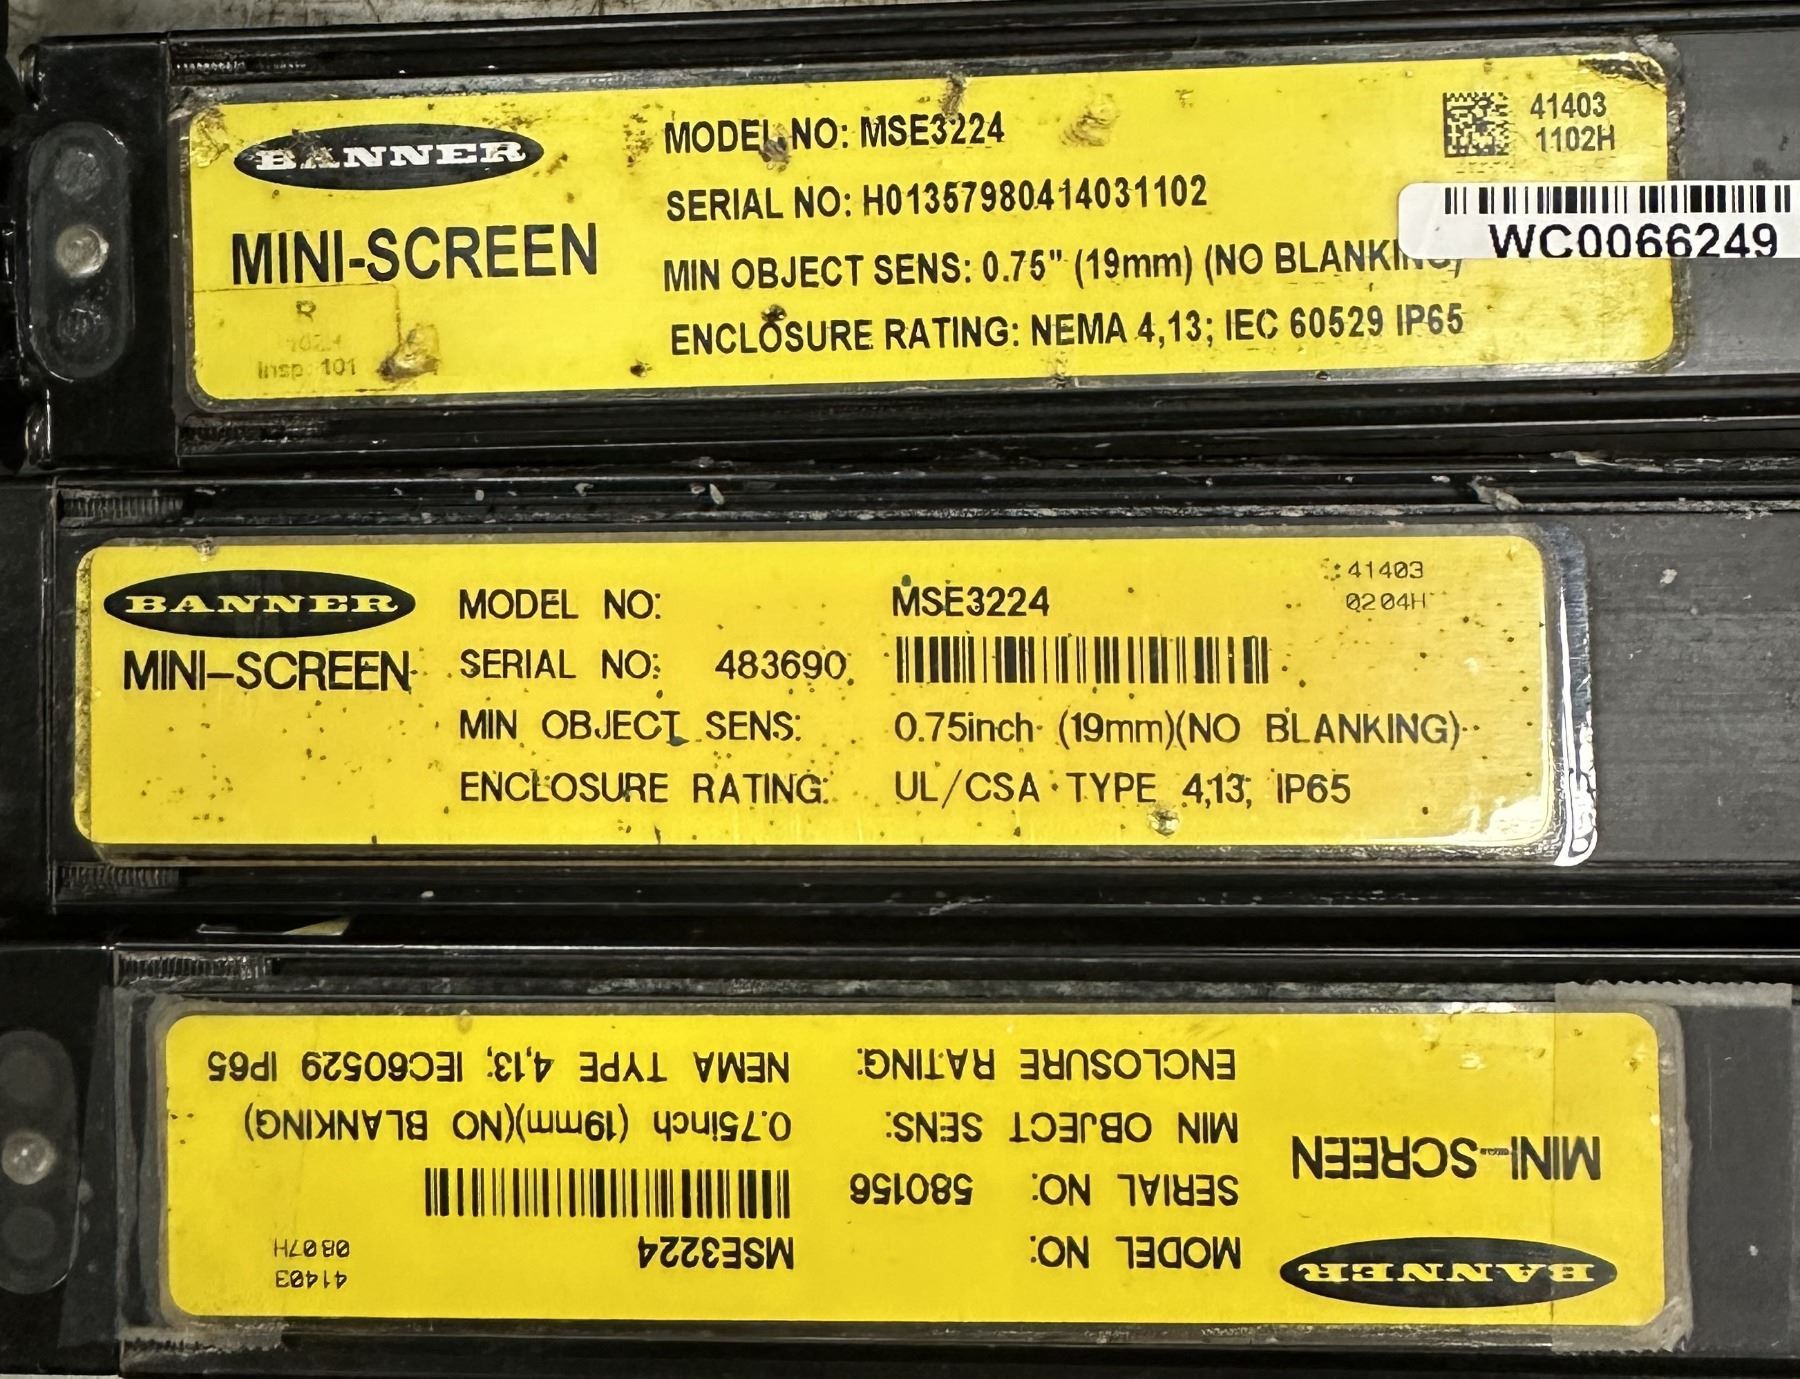 BANNER
MINI-SCREEN
R
Insp. 101
MODEL NO: MSE3224
SERIAL NO: H01357980414031102
MIN OBJECT SENS: 0.75" (19mm) (NO
ENCLOSURE RATING: NEMA 4,13; IEC 60529 IP65
41403
1102H
WC0066249
BANNER
MINI-SCREEN
MODEL NO: MSE3224
SERIAL NO: 483690
MIN OBJECT SENS: 0.75inch (19mm)(NO BLANKING)
ENCLOSURE RATING: UL/CSA TYPE 4,13; IP65
41403
0204H
BANNER
MINI-SCREEN
MODEL NO: MSE3224
SERIAL NO: 580156
MIN OBJECT SENS: 0.75inch (19mm)(NO BLANKING)
ENCLOSURE RATING: NEMA TYPE 4,13; IEC60529 IP65
41403
0807H